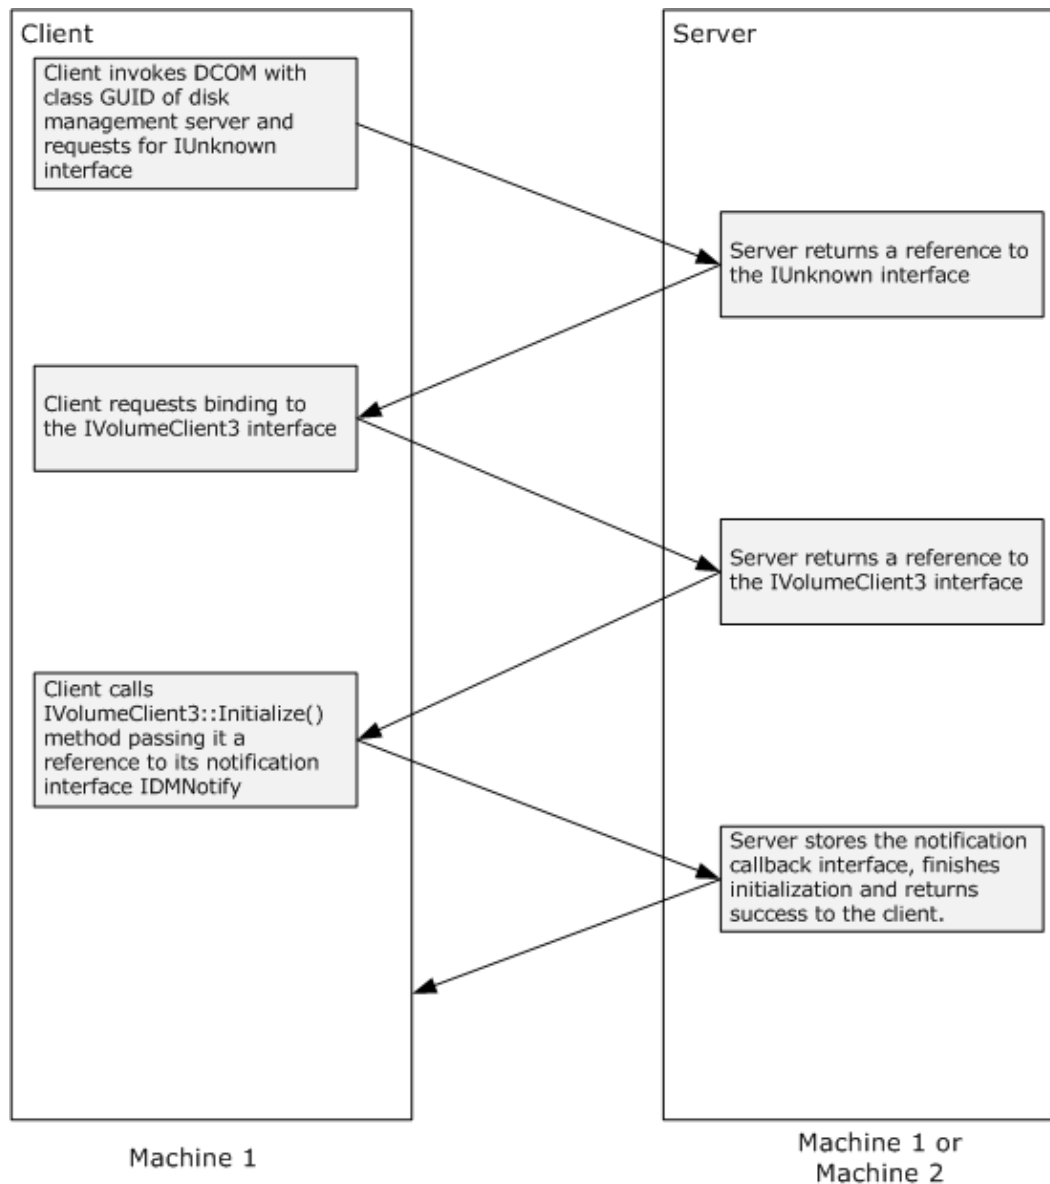 Client
Server
Client invokes DCOM with
class GUID of disk
management server and
requests for IUnknown
interface
Server returns a reference to
the IUnknown interface
Client requests binding to
the IVolumeClient3 interface
Server returns a reference to
the IVolumeClient3 interface
Client calls
IVolumeClient3::Initialize()
method passing it a
reference to its notification
interface IDMNotify
Server stores the notification
callback interface, finishes
initialization and returns
success to the client.
Machine 1
Machine 1 or
Machine 2